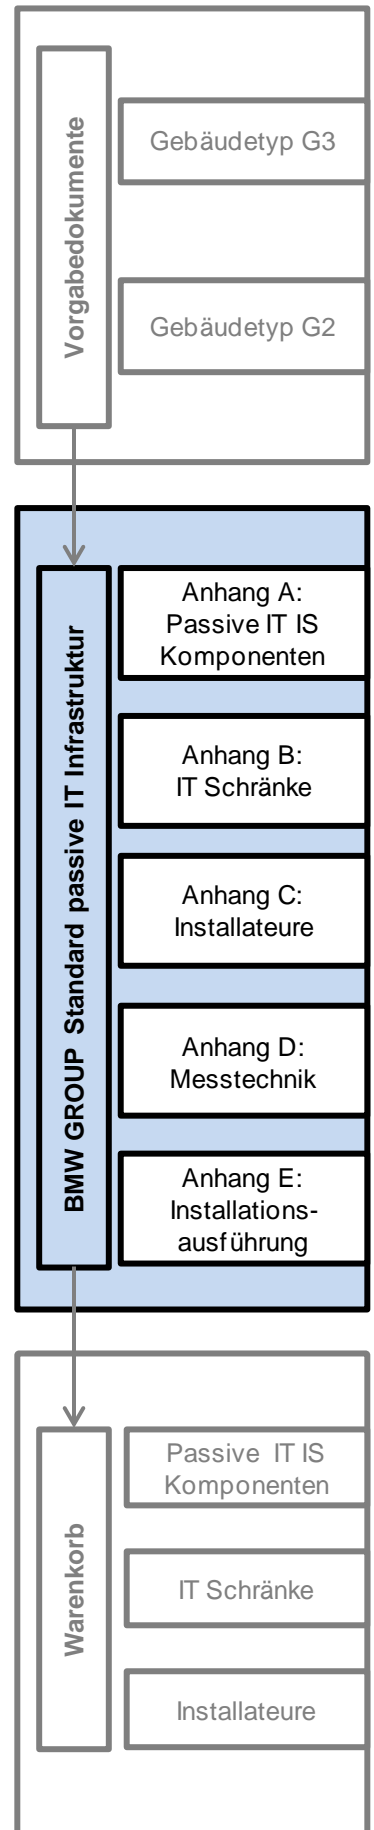 Vorgabedokumente
Gebäudetyp G3
Gebäudetyp G2
BMW GROUP Standard passive IT Infrastruktur
Anhang A:
Passive IT IS
Komponenten
Anhang B:
IT Schränke
Anhang C:
Installateure
Anhang D:
Messtechnik
Anhang E:
Installations-
ausführung
Warenkorb
Passive IT IS
Komponenten
IT Schränke
Installateure